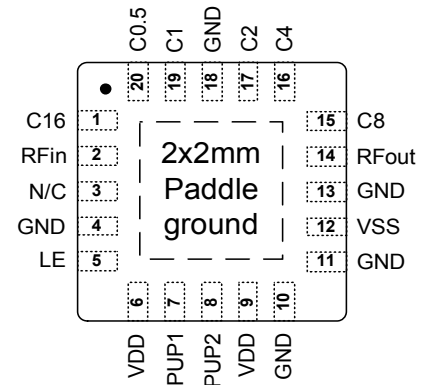 C0.5 C1 GND C2 C4
20 19 18 17 16
C16 1
RFin 2
N/C 3
GND 4
LE 5
2x2mm
Paddle
ground
15 C8
14 RFout
13 GND
12 VSS
11 GND
6 7 8 9 10
VDD PUP1 PUP2 VDD GND